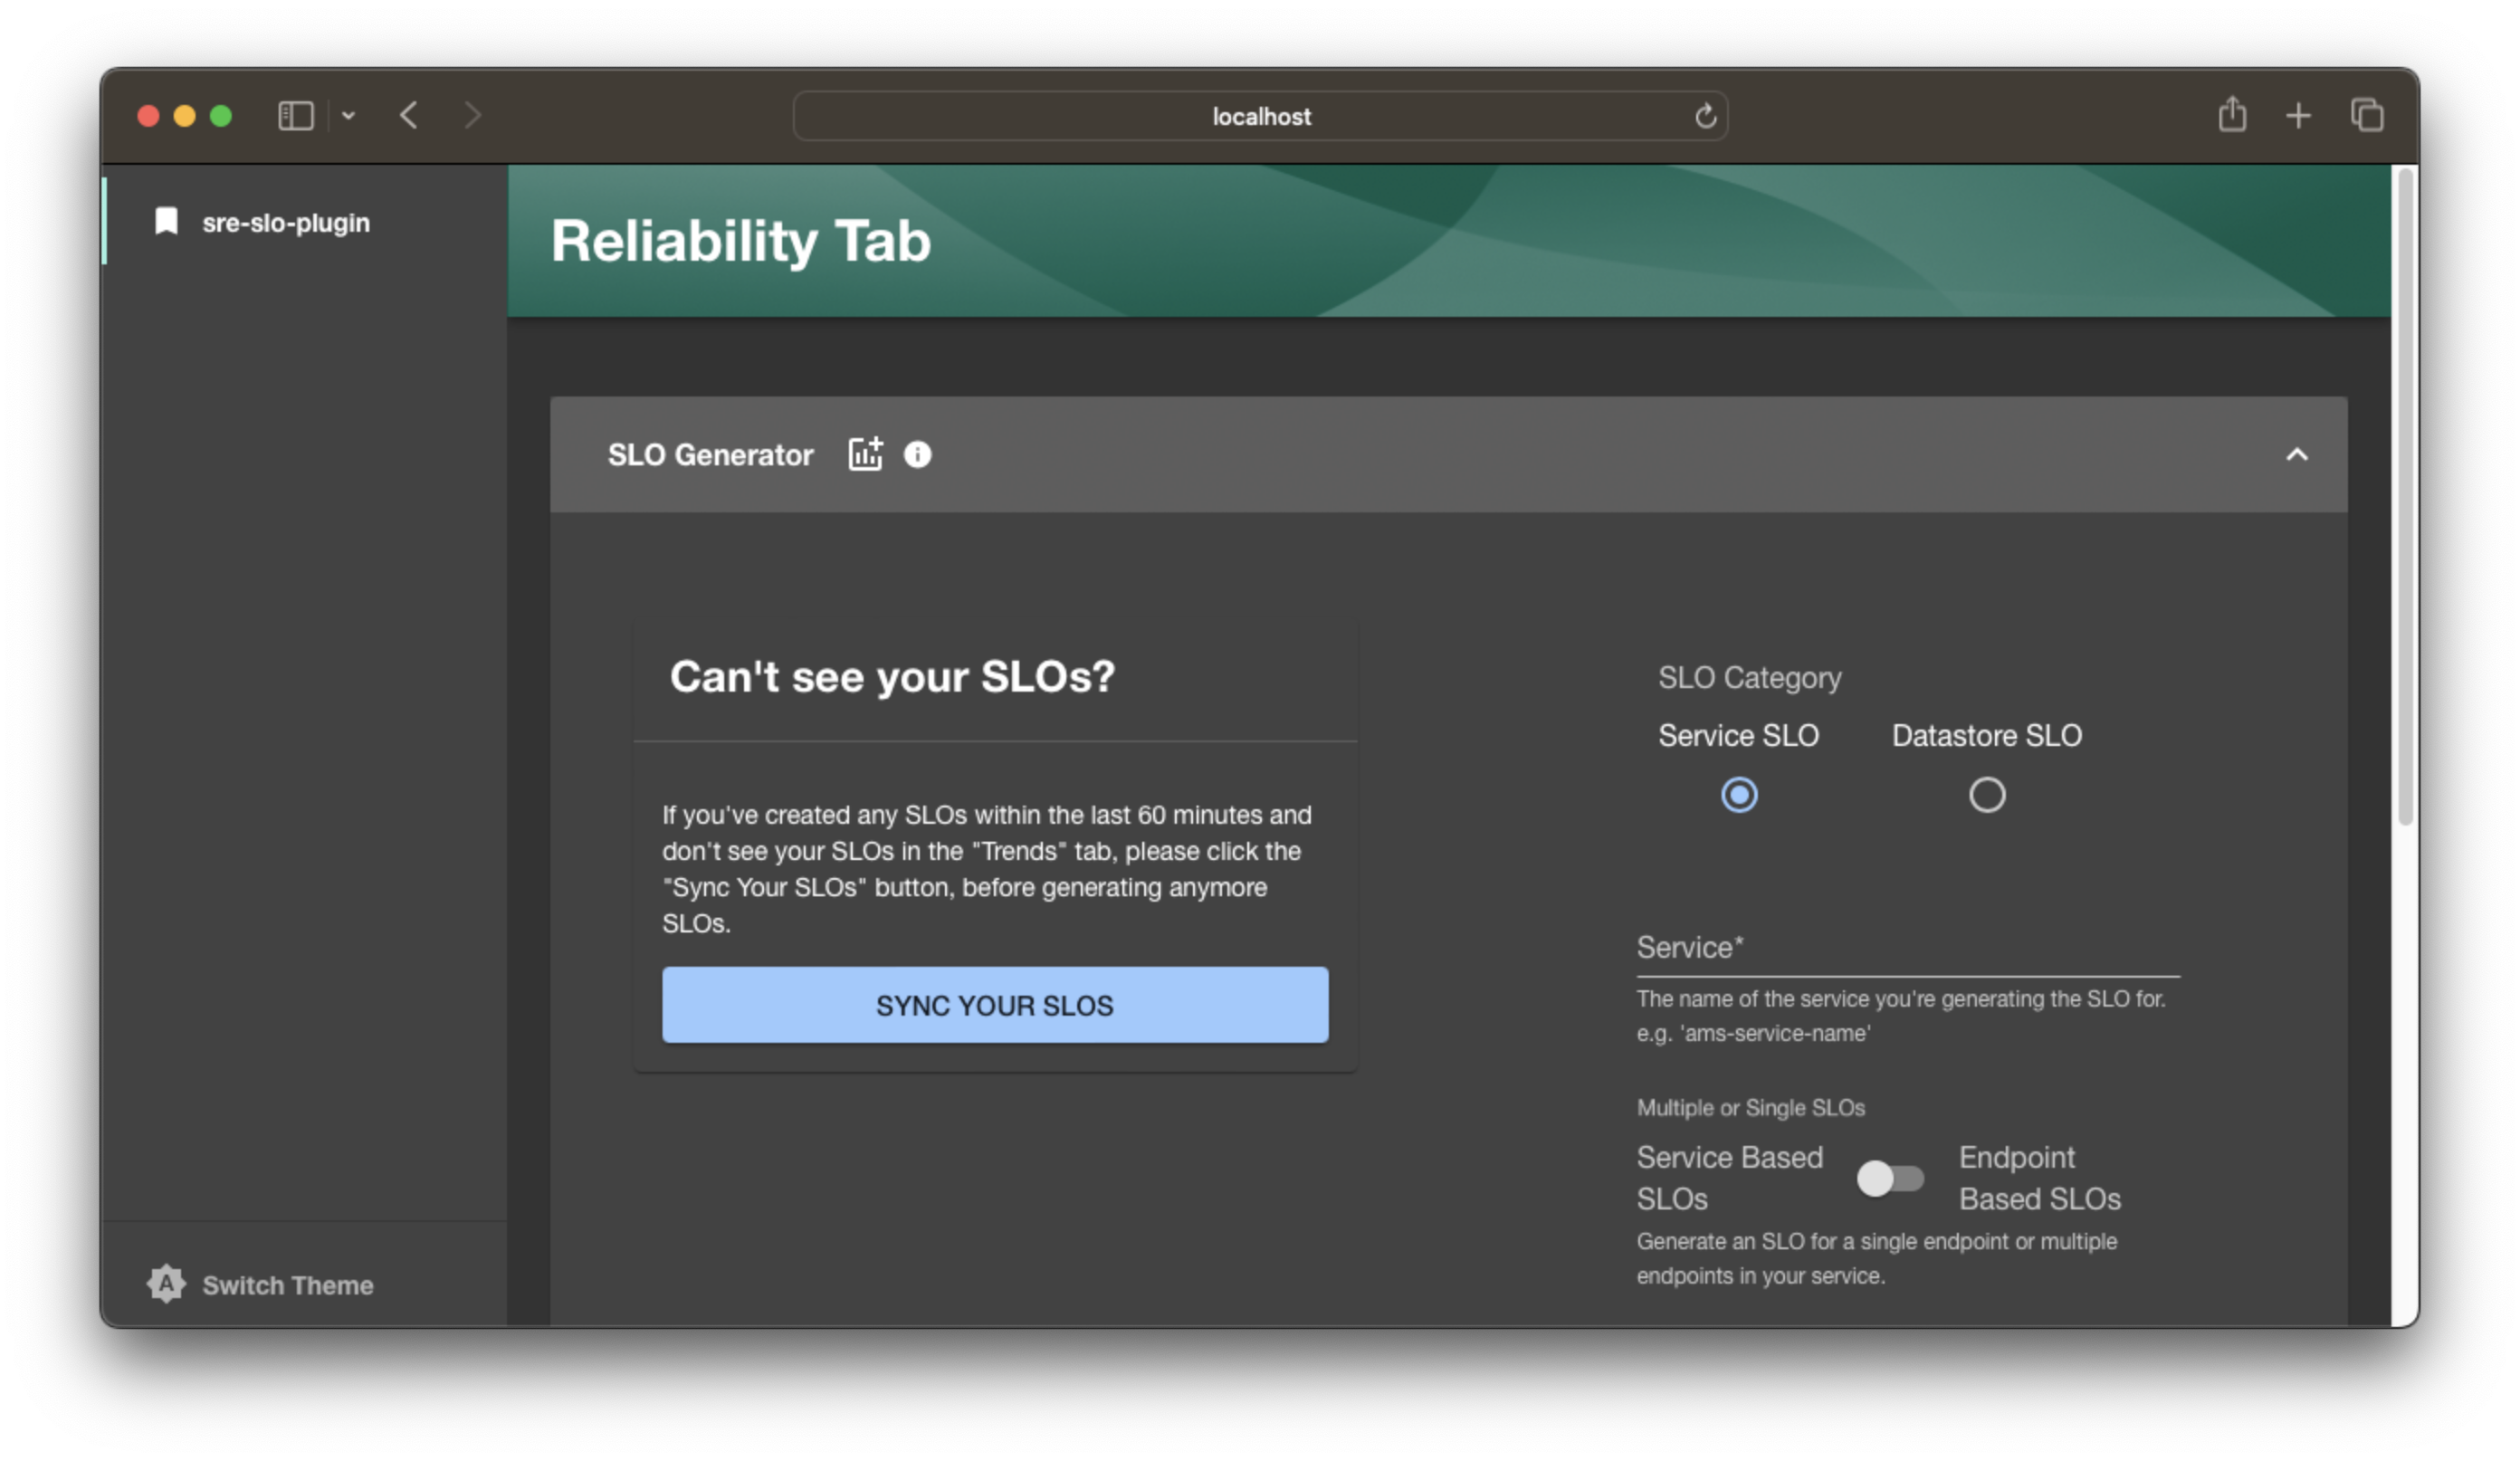 localhost
sre-slo-plugin
Reliability Tab
SLO Generator
Can't see your SLOs?
If you've created any SLOs within the last 60 minutes and
don't see your SLOs in the "Trends" tab, please click the
"Sync Your SLOs" button, before generating anymore
SLOs.
SYNC YOUR SLOS
SLO Category
Service SLO
Datastore SLO
Service*
The name of the service you're generating the SLO for.
e.g. 'ams-service-name'
Multiple or Single SLOs
Service Based
SLOs
Endpoint
Based SLOs
Generate an SLO for a single endpoint or multiple
endpoints in your service.
A
Switch Theme